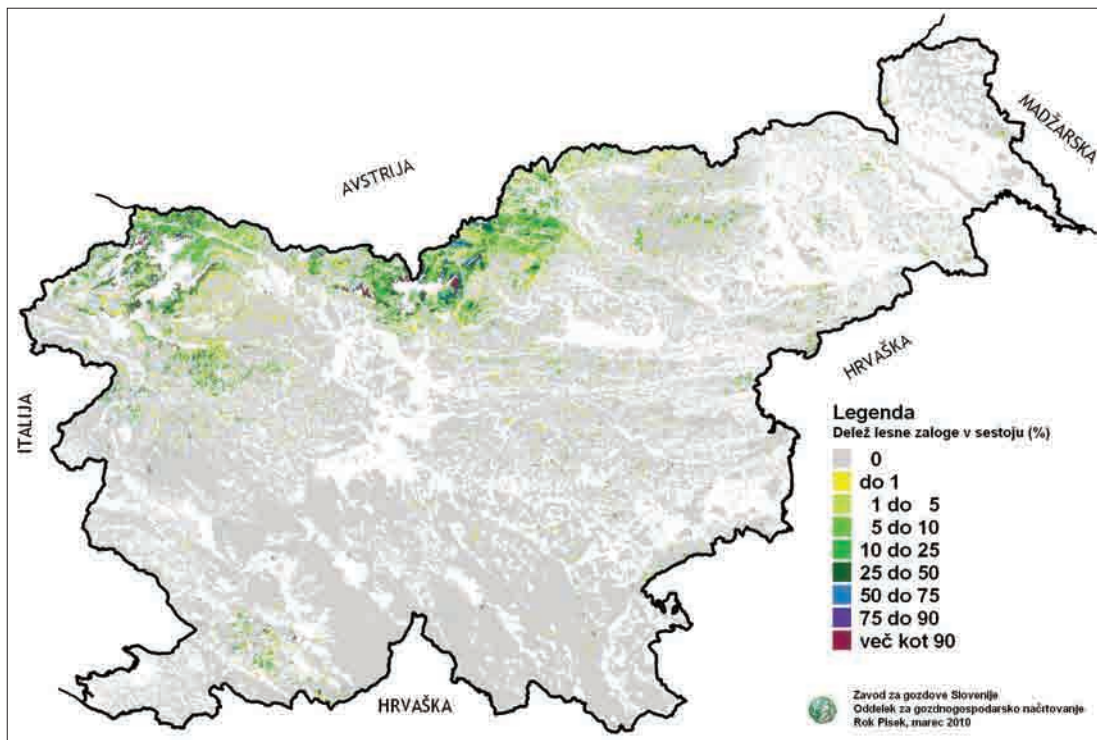 AVSTRIJA
MADŽARSKA
HRVAŠKA
ITALIJA
HRVAŠKA
Legenda
Delež lesne zaloge v sestoju (%)
0
do 1
1 do 5
5 do 10
10 do 25
25 do 50
50 do 75
75 do 90
več kot 90
Zavod za gozdove Slovenije
Oddelek za gozdnogospodarsko načrtovanje
Rok Pisek, marec 2010